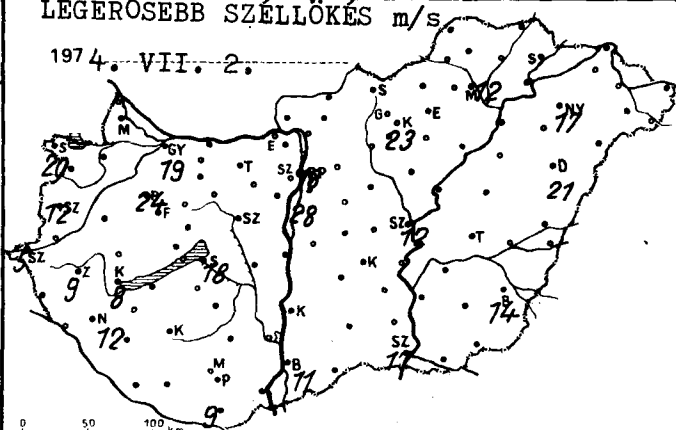 LEGERŐSEBB SZÉLLÖKÉS m/s
1974. VII. 2.
S
S
M 12
G
K E
23
NY
17
M
E
S
20
GY
19
T
SZ
D
21
SZ
12
24
F
SZ
28
SZ
12
T
SZ
Z
9
K
8
S
18
K
B
14
N
12
K
K
SZ
17
M
P
B
11
9
0 50 100 km